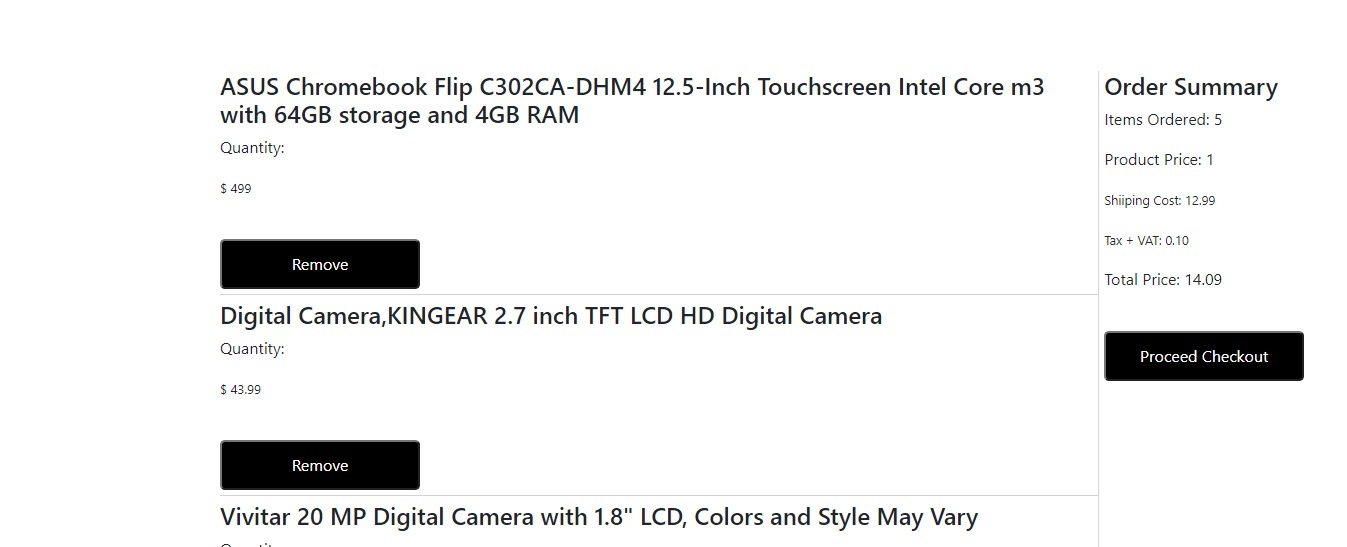 ASUS Chromebook Flip C302CA-DHM4 12.5-Inch Touchscreen Intel Core m3
with 64GB storage and 4GB RAM
Quantity:
$ 499
Remove
Digital Camera,KINGEAR 2.7 inch TFT LCD HD Digital Camera
Quantity:
$ 43.99
Remove
Vivitar 20 MP Digital Camera with 1.8" LCD, Colors and Style May Vary
Order Summary
Items Ordered: 5
Product Price: 1
Shiiping Cost: 12.99
Tax + VAT: 0.10
Total Price: 14.09
Proceed Checkout